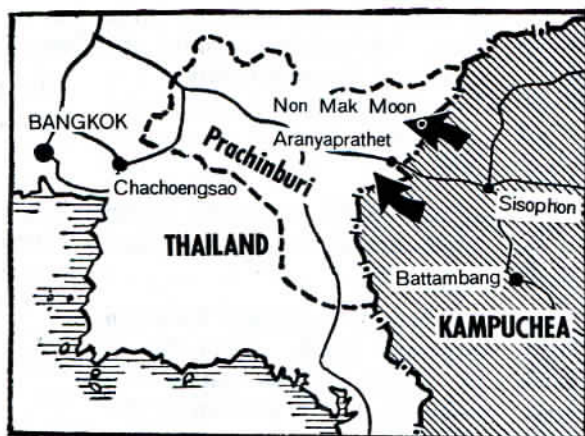 Non Mak Moon
BANGKOK
Aranyaprathet
Prachinburi
Chachoengsao
Sisophon
THAILAND
Battambang
KAMPUCHEA